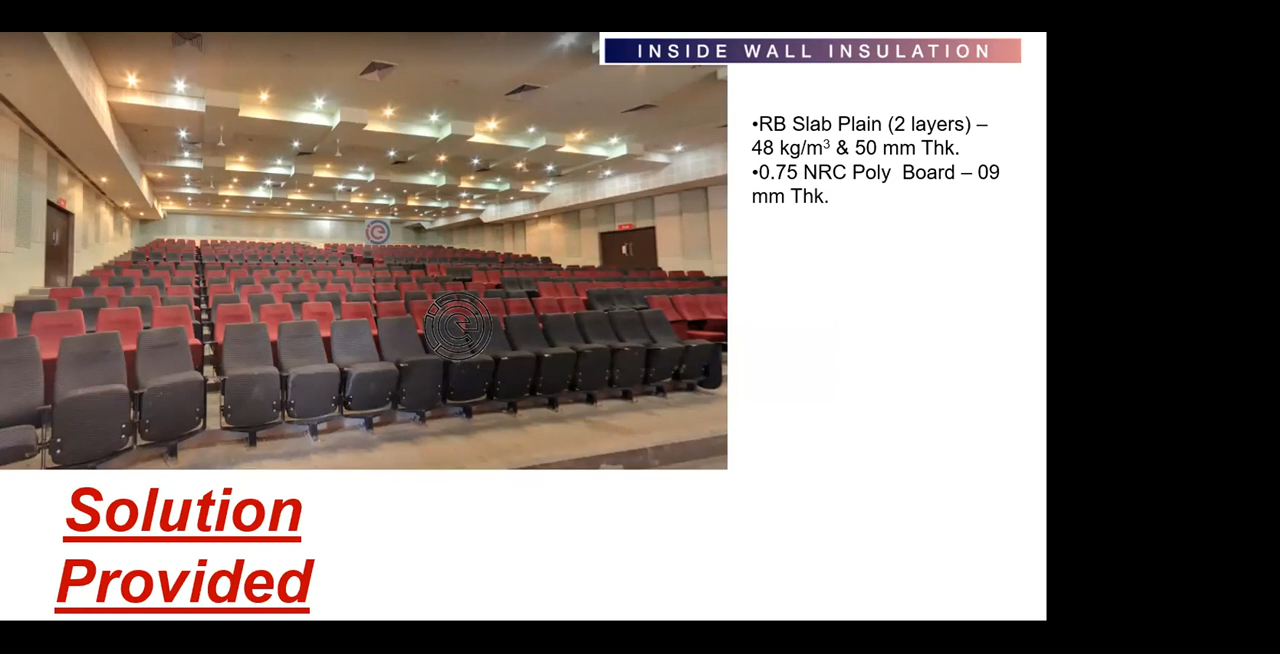 INSIDE WALL INSULATION
•RB Slab Plain (2 layers) –
48 kg/m³ & 50 mm Thk.
•0.75 NRC Poly Board – 09
mm Thk.
Solution
Provided